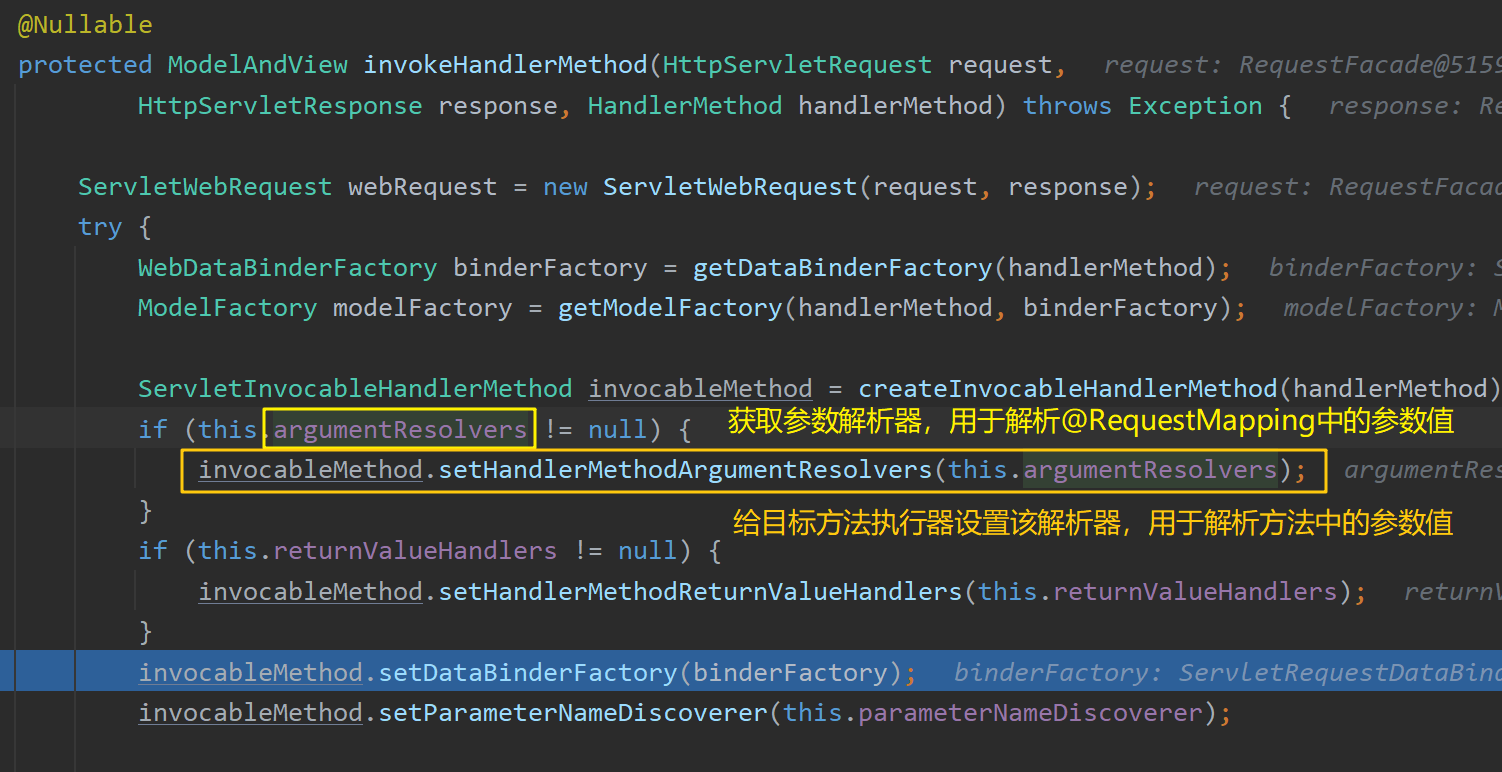 @Nullable
protected ModelAndView invokeHandlerMethod(HttpServletRequest request, request: RequestFacade@5159
HttpServletResponse response, HandlerMethod handlerMethod) throws Exception { response: Re
ServletWebRequest webRequest = new ServletWebRequest(request, response); request: RequestFacad
try {
WebDataBinderFactory binderFactory = getDataBinderFactory(handlerMethod); binderFactory: S
ModelFactory modelFactory = getModelFactory(handlerMethod, binderFactory); modelFactory: M
ServletInvocableHandlerMethod invocableMethod = createInvocableHandlerMethod(handlerMethod)
if (this.argumentResolvers != null) { 获取参数解析器，用于解析@RequestMapping中的参数值
invocableMethod.setHandlerMethodArgumentResolvers(this.argumentResolvers); argumentRes
}
给目标方法执行器设置该解析器，用于解析方法中的参数值
if (this.returnValueHandlers != null) {
invocableMethod.setHandlerMethodReturnValueHandlers(this.returnValueHandlers); returnV
}
invocableMethod.setDataBinderFactory(binderFactory); binderFactory: ServletRequestDataBind
invocableMethod.setParameterNameDiscoverer(this.parameterNameDiscoverer);